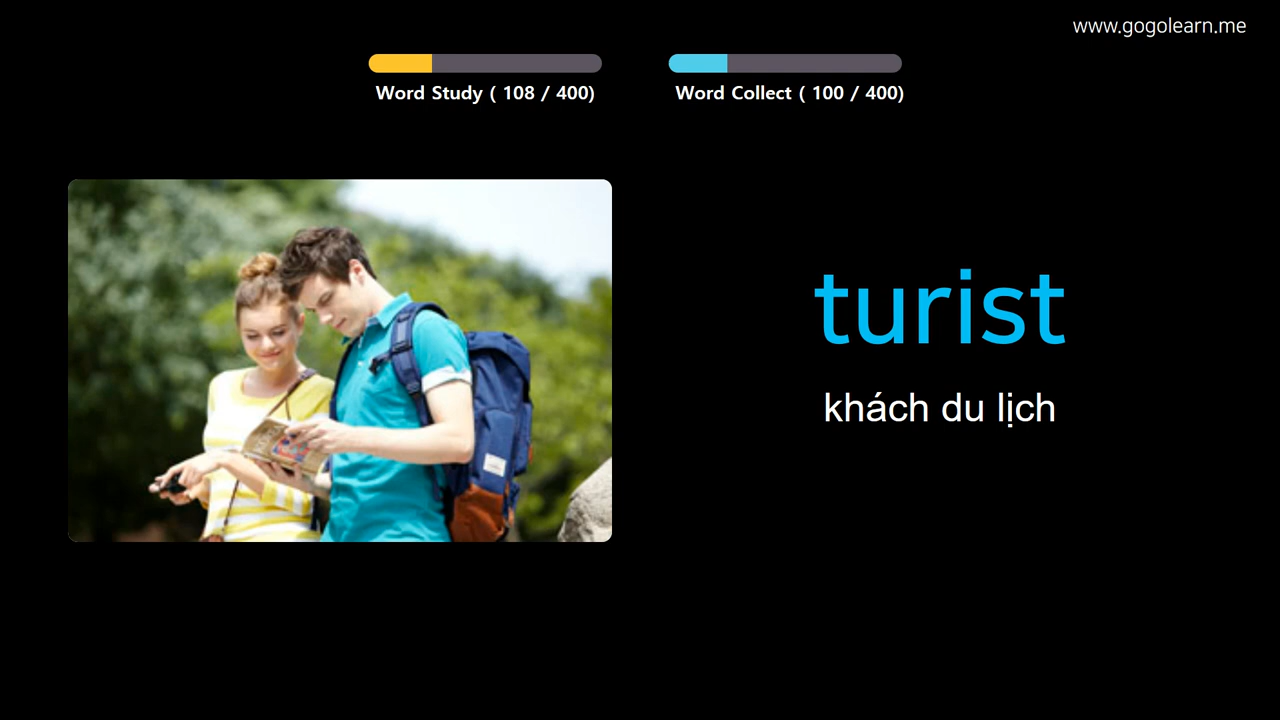 www.gogolearn.me
Word Study ( 108 / 400)
Word Collect ( 100 / 400)
turist
khách du lịch